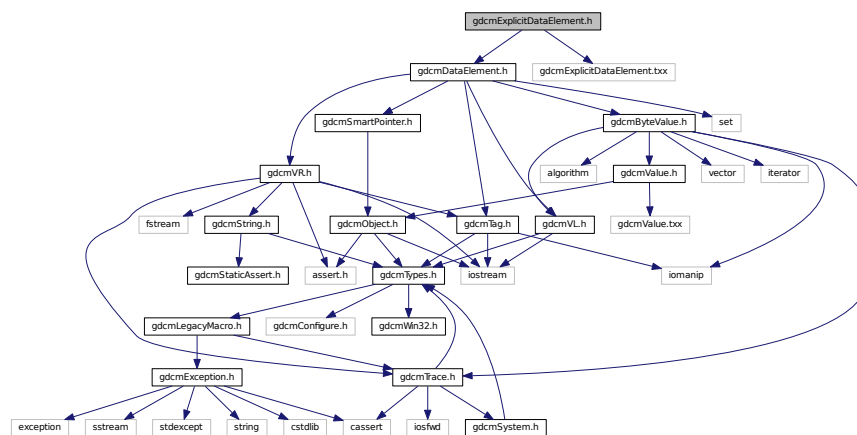 gdcmExplicitDataElement.h
gdcmDataElement.h
gdcmExplicitDataElement.txx
gdcmSmartPointer.h
gdcmByteValue.h
set
gdcmVR.h
algorithm
gdcmValue.h
vector
iterator
fstream
gdcmString.h
gdcmObject.h
gdcmTag.h
gdcmVL.h
gdcmValue.txx
gdcmStaticAssert.h
assert.h
gdcmTypes.h
iostream
iomanip
gdcmLegacyMacro.h
gdcmConfigure.h
gdcmWin32.h
gdcmException.h
gdcmTrace.h
exception
sstream
stdexcept
string
cstdlib
cassert
iosfwd
gdcmSystem.h